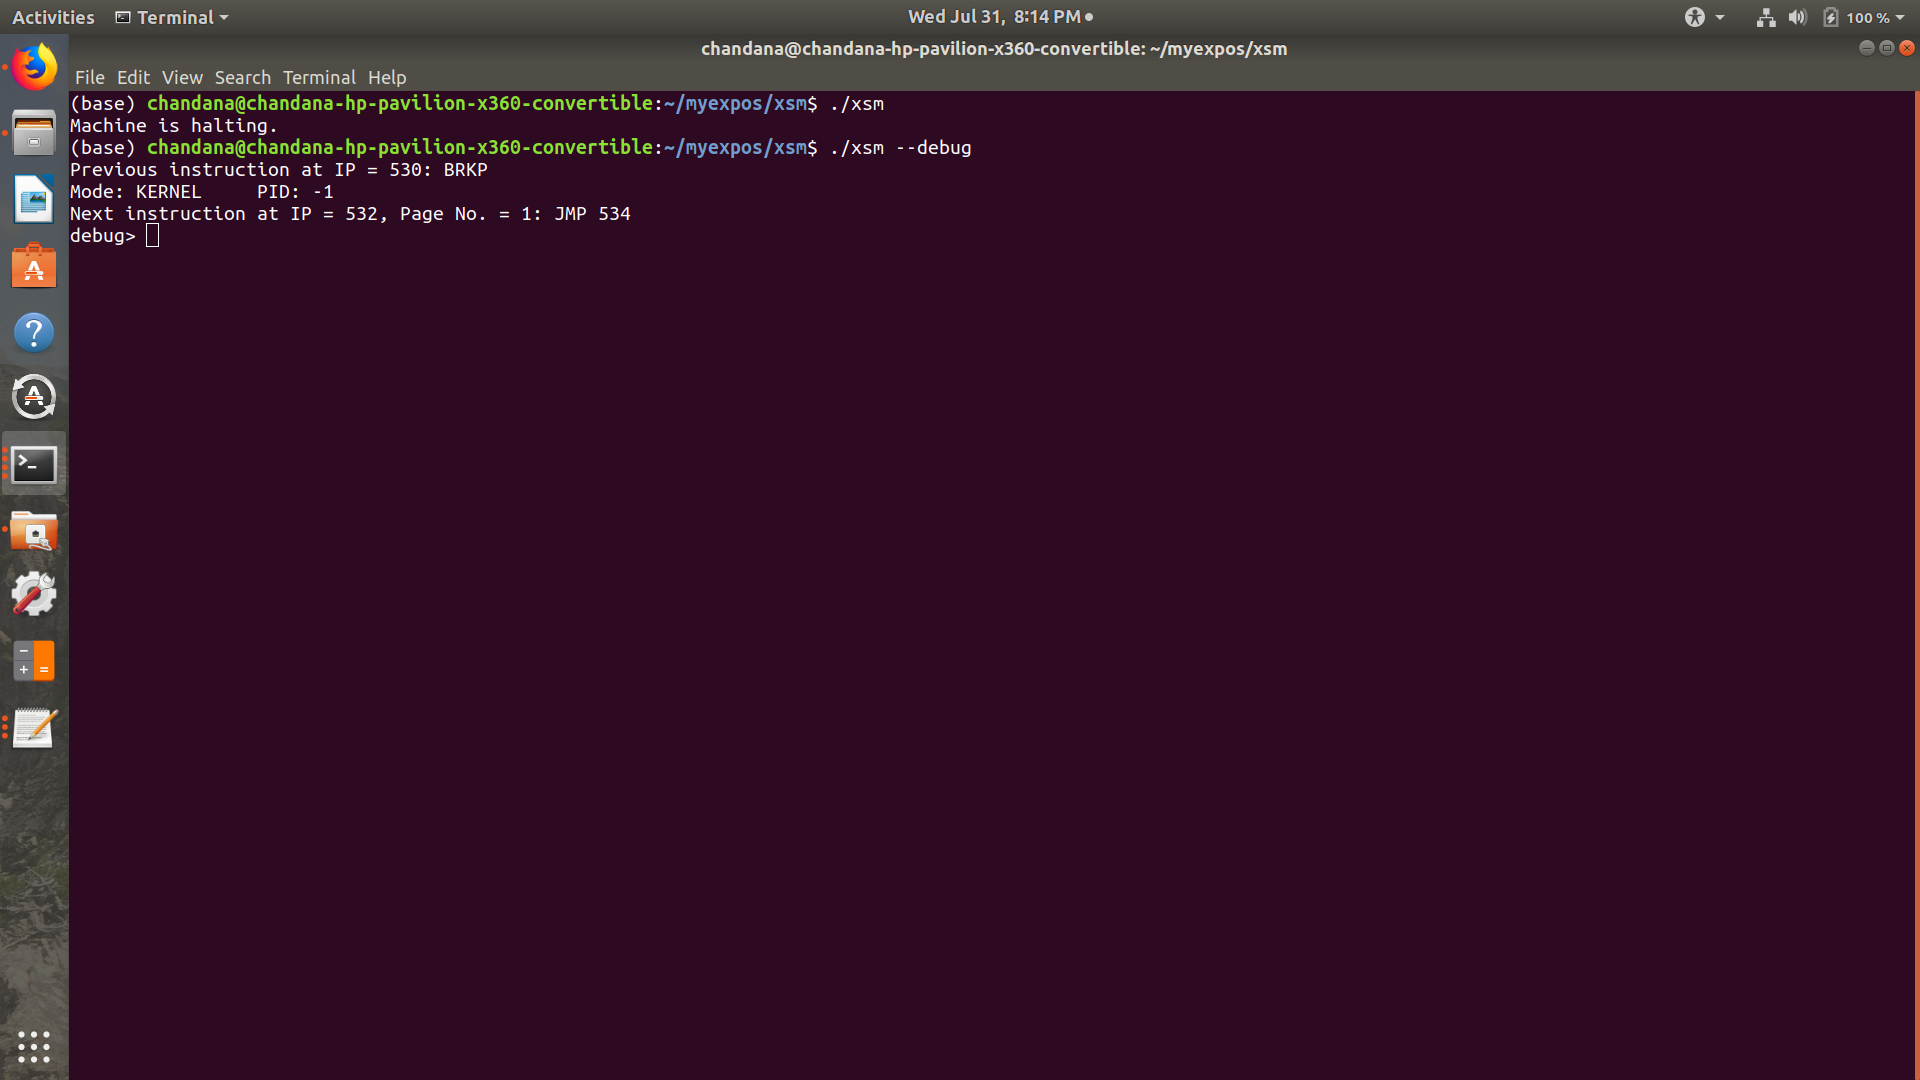 Activities
Terminal
Wed Jul 31, 8:14 PM
100 %
chandana@chandana-hp-pavilion-x360-convertible: ~/myexpos/xsm
File Edit View Search Terminal Help
(base) chandana@chandana-hp-pavilion-x360-convertible:~/myexpos/xsm$ ./xsm
Machine is halting.
(base) chandana@chandana-hp-pavilion-x360-convertible:~/myexpos/xsm$ ./xsm --debug
Previous instruction at IP = 530: BRKP
Mode: KERNEL     PID: -1
Next instruction at IP = 532, Page No. = 1: JMP 534
debug>